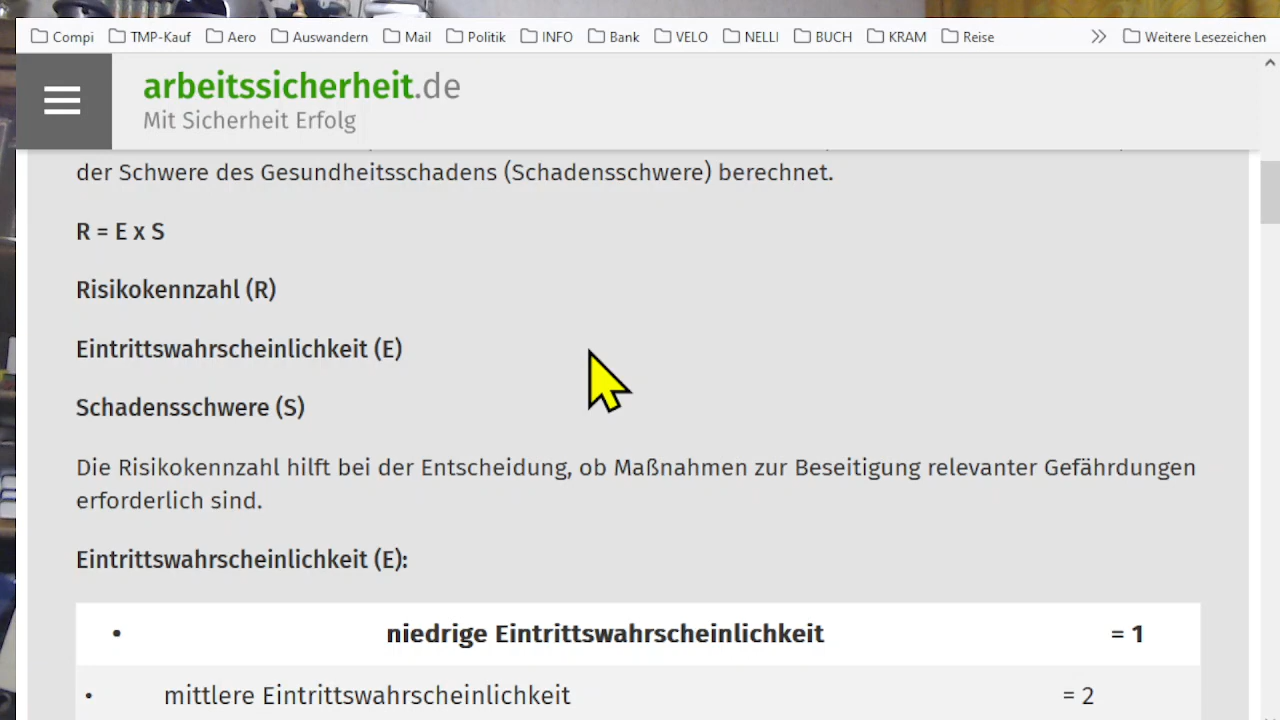 Compi TMP-Kauf Aero Auswandern Mail Politik INFO Bank VELO NELLI BUCH KRAM Reise Weitere Lesezeichen
arbeitssicherheit.de
Mit Sicherheit Erfolg
der Schwere des Gesundheitsschadens (Schadensschwere) berechnet.
R = E x S
Risikokennzahl (R)
Eintrittswahrscheinlichkeit (E)
Schadensschwere (S)
Die Risikokennzahl hilft bei der Entscheidung, ob Maßnahmen zur Beseitigung relevanter Gefährdungen
erforderlich sind.
Eintrittswahrscheinlichkeit (E):
• niedrige Eintrittswahrscheinlichkeit = 1
• mittlere Eintrittswahrscheinlichkeit = 2